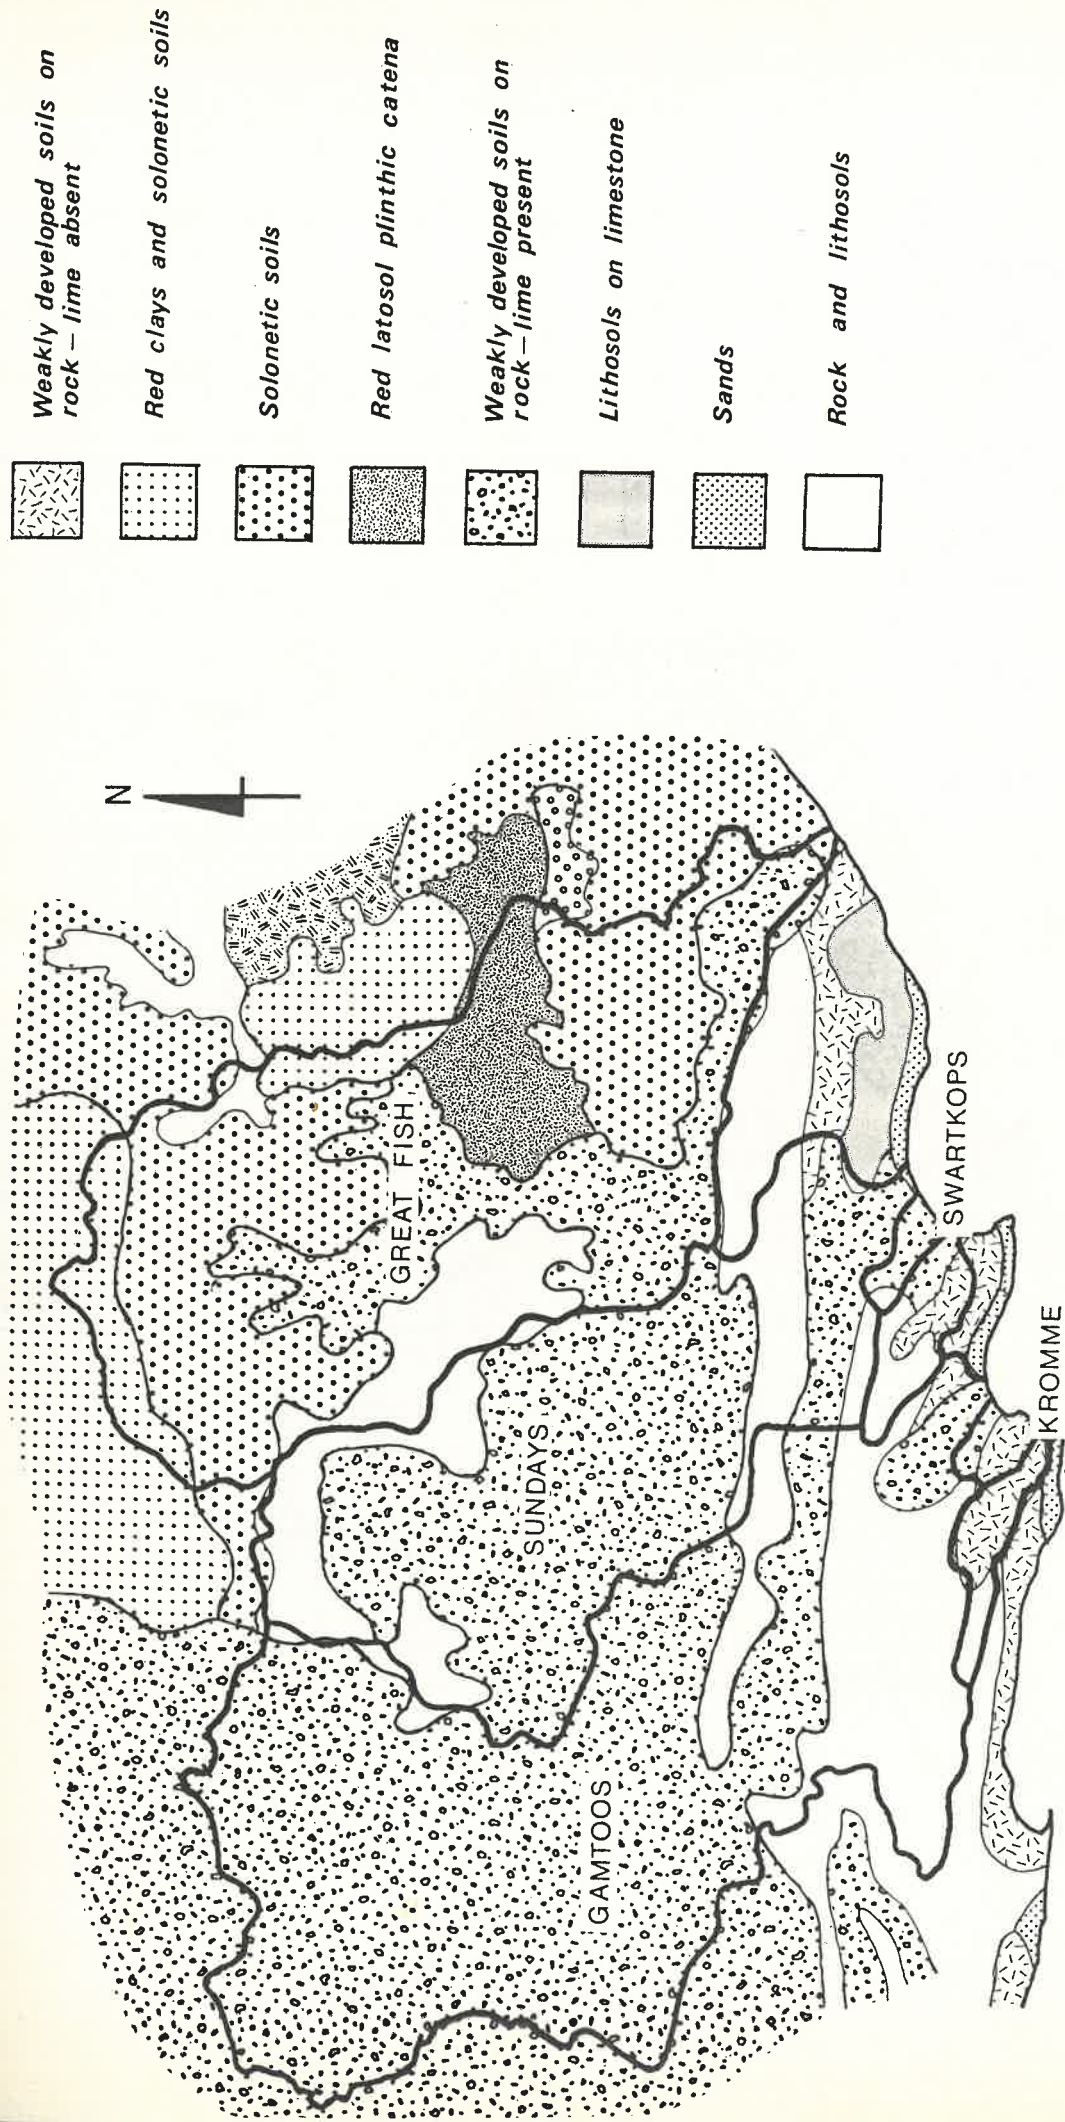 Weakly developed soils on
rock – lime absent
Red clays and solonetic soils
Solonetic soils
Red latosol plinthic catena
Weakly developed soils on
rock – lime present
Lithosols on limestone
Sands
Rock and lithosols
N
GREAT FISH
SUNDAYS
GAMTOOS
SWARTKOPS
KROMME